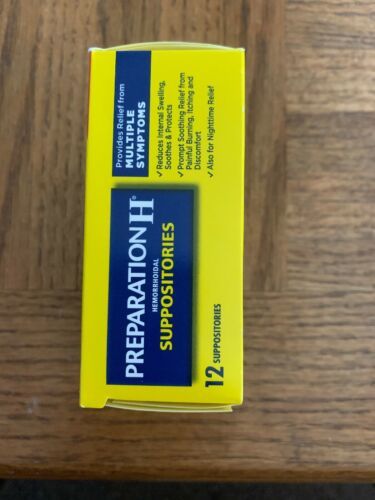 Provides Relief from
MULTIPLE
SYMPTOMS
✓ Reduces Internal Swelling,
Soothes & Protects
✓ Prompt Soothing Relief from
Painful Burning, Itching and
Discomfort
✓ Also for Nighttime Relief
PREPARATION H®
HEMORRHOIDAL
SUPPOSITORIES
12 SUPPOSITORIES